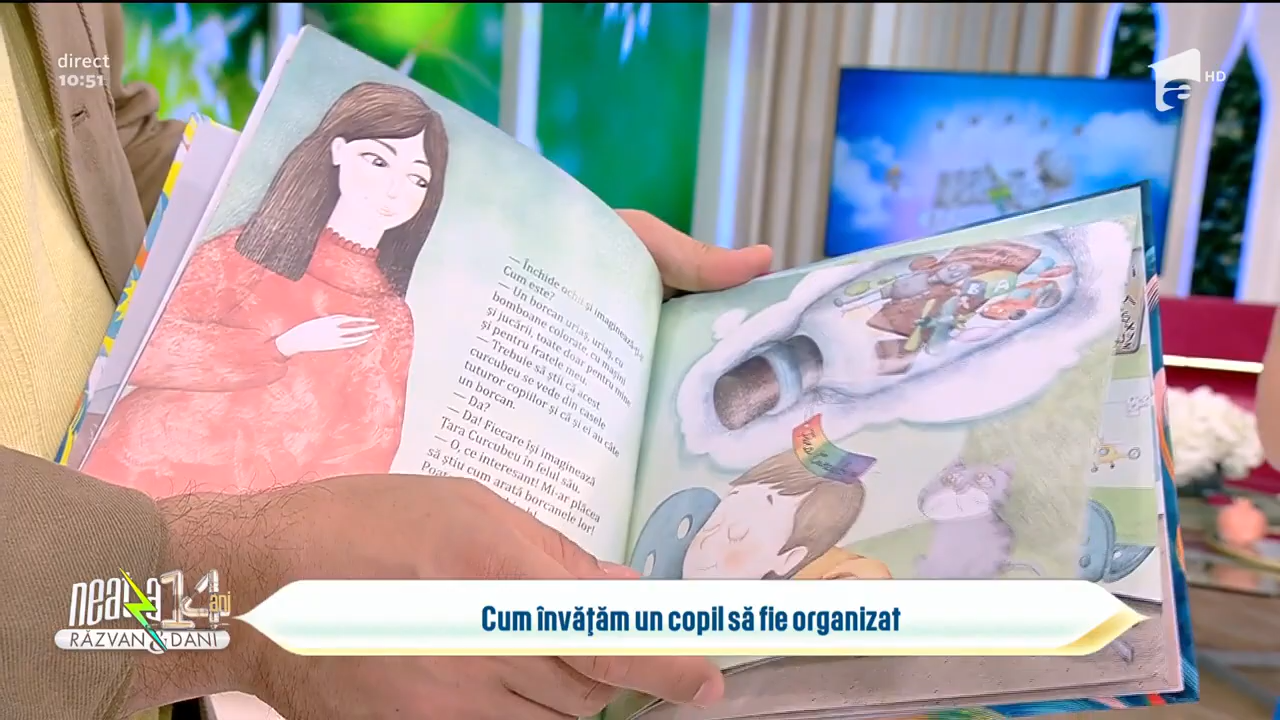 direct
10:51
HD
— Închide ochii și imaginează-ți
Cum este?
— Un borcan uriaș, uriaș, cu
bomboane colorate, cu mașini
și jucării, toate doar pentru mine
și pentru fratele meu.
— Trebuie să știi că acest
curcubeu se vede din casele
tuturor copiilor și că și ei au câte
un borcan.
— Da?
— Da! Fiecare își imaginează
Țara Curcubeu în felul său.
— O, ce interesant! Mi-ar plăcea
să știu cum arată borcanele lor!
B A
neatza 14 ani
RĂZVAN & DANI
Cum învăţăm un copil să fie organizat